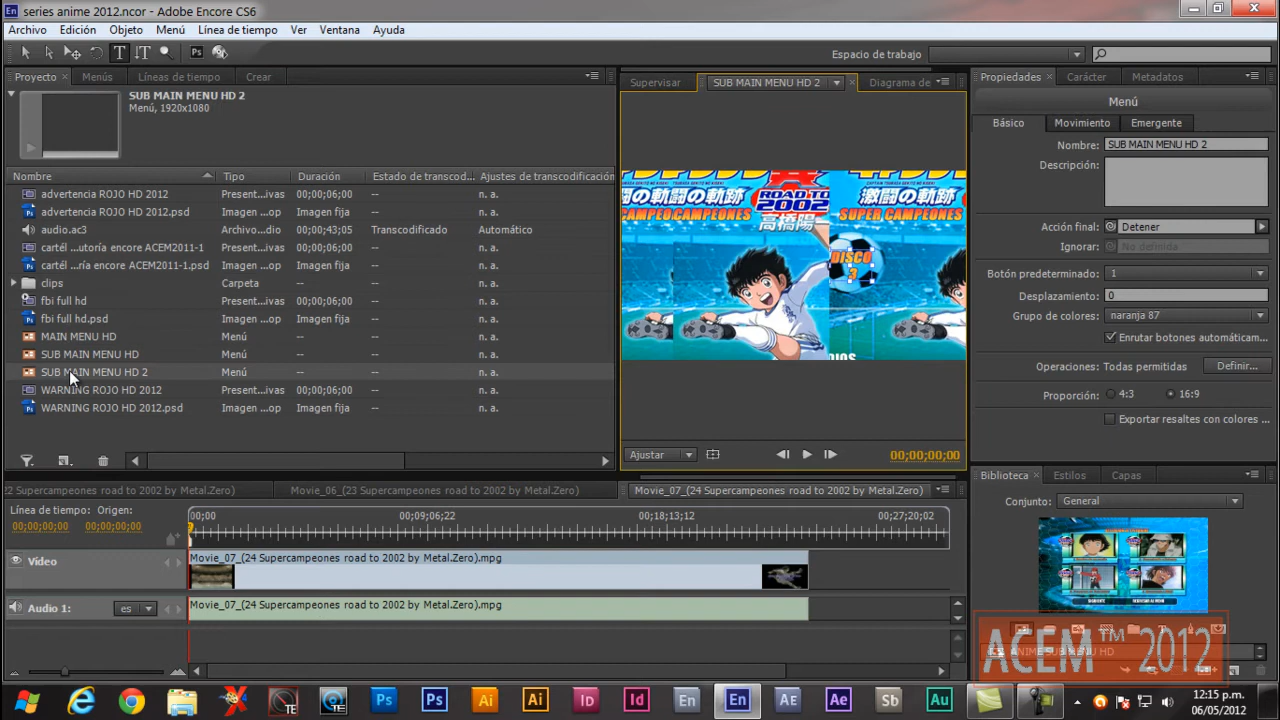 series anime 2012.ncor - Adobe Encore CS6
Archivo Edición Objeto Menú Línea de tiempo Ver Ventana Ayuda
Espacio de trabajo
Proyecto Menús Líneas de tiempo Crear
SUB MAIN MENU HD 2
Menú, 1920x1080
Nombre Tipo Duración Estado de transcod... Ajustes de transcodificación
advertencia ROJO HD 2012 Present...ivas 00;00;06;00 -- n. a.
advertencia ROJO HD 2012.psd Imagen ...op Imagen fija -- n. a.
audio.ac3 Archivo...dio 00;00;43;05 Transcodificado Automático
cartél ...utoría encore ACEM2011-1 Present...ivas 00;00;06;00 -- n. a.
cartél ...ría encore ACEM2011-1.psd Imagen ...op Imagen fija -- n. a.
clips Carpeta -- -- n. a.
fbi full hd Present...ivas 00;00;06;00 -- n. a.
fbi full hd.psd Imagen ...op Imagen fija -- n. a.
MAIN MENU HD Menú -- -- n. a.
SUB MAIN MENU HD Menú -- -- n. a.
SUB MAIN MENU HD 2 Menú -- -- n. a.
WARNING ROJO HD 2012 Present...ivas 00;00;06;00 -- n. a.
WARNING ROJO HD 2012.psd Imagen ...op Imagen fija -- n. a.
Supervisar SUB MAIN MENU HD 2 Diagrama de
激闘の軌跡
ROAD TO 2002
高橋陽
SUPER CAMPEONES
DISCO
3
Ajustar 00;00;00;00
Propiedades Carácter Metadatos
Menú
Básico Movimiento Emergente
Nombre: SUB MAIN MENU HD 2
Descripción:
Acción final: Detener
Ignorar: No definida
Botón predeterminado: 1
Desplazamiento: 0
Grupo de colores: naranja 87
Enrutar botones automáticam...
Operaciones: Todas permitidas Definir...
Proporción: 4:3 16:9
Exportar resaltes con colores ...
Biblioteca Estilos Capas
Conjunto: General
ANIME SUB MENU HD
22 Supercampeones road to 2002 by Metal.Zero) Movie_06_(23 Supercampeones road to 2002 by Metal.Zero) Movie_07_(24 Supercampeones road to 2002 by Metal.Zero)
Línea de tiempo: Origen:
00;00;00;00 00;00;00;00
00;00 00;09;06;22 00;18;13;12 00;27;20;02
Video Movie_07_(24 Supercampeones road to 2002 by Metal.Zero).mpg
Audio 1: es Movie_07_(24 Supercampeones road to 2002 by Metal.Zero).mpg
ACEM™ 2012
12:15 p.m.
06/05/2012